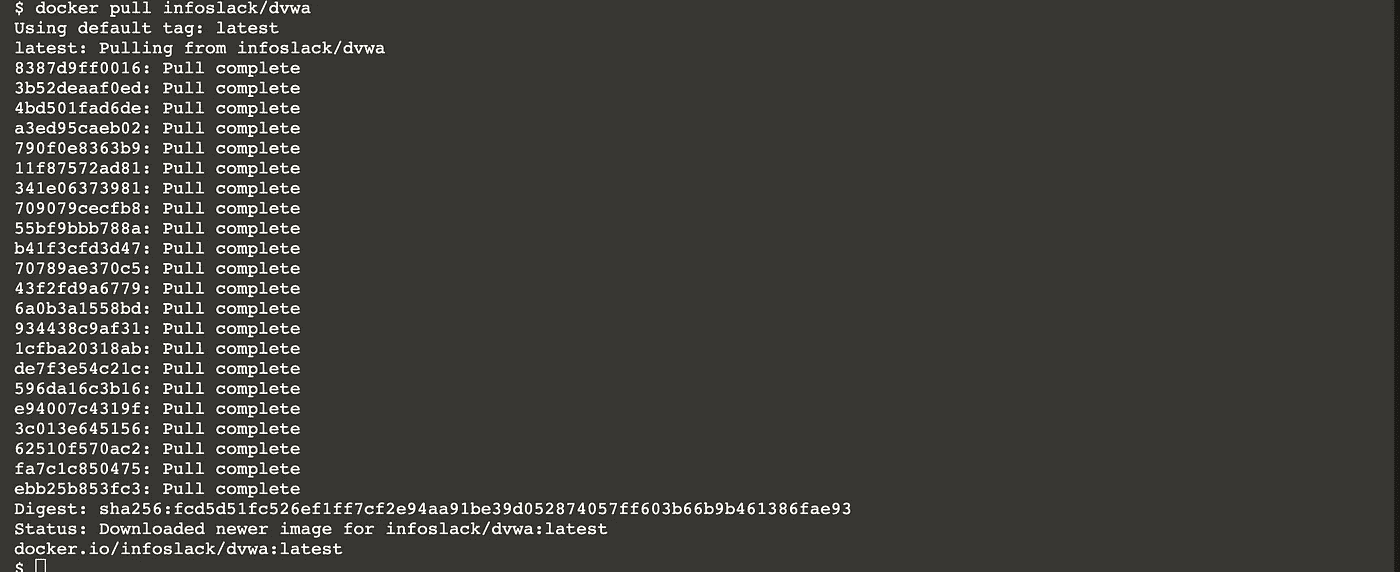 $ docker pull infoslack/dvwa
Using default tag: latest
latest: Pulling from infoslack/dvwa
8387d9ff0016: Pull complete
3b52deaaf0ed: Pull complete
4bd501fad6de: Pull complete
a3ed95caeb02: Pull complete
790f0e8363b9: Pull complete
11f87572ad81: Pull complete
341e06373981: Pull complete
709079cecfb8: Pull complete
55bf9bbb788a: Pull complete
b41f3cfd3d47: Pull complete
70789ae370c5: Pull complete
43f2fd9a6779: Pull complete
6a0b3a1558bd: Pull complete
934438c9af31: Pull complete
1cfba20318ab: Pull complete
de7f3e54c21c: Pull complete
596da16c3b16: Pull complete
e94007c4319f: Pull complete
3c013e645156: Pull complete
62510f570ac2: Pull complete
fa7c1c850475: Pull complete
ebb25b853fc3: Pull complete
Digest: sha256:fcd5d51fc526ef1ff7cf2e94aa91be39d052874057ff603b66b9b461386fae93
Status: Downloaded newer image for infoslack/dvwa:latest
docker.io/infoslack/dvwa:latest
$